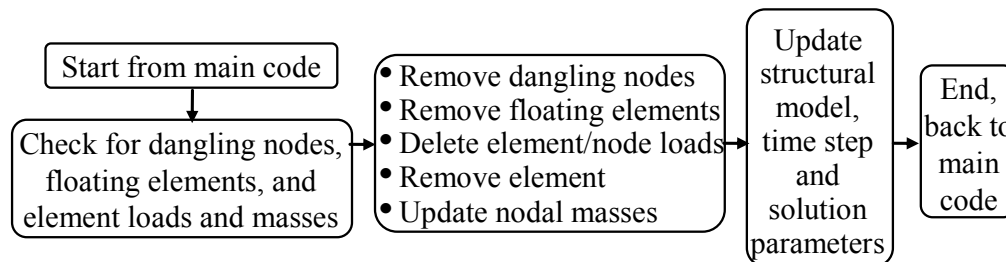 Start from main code
Check for dangling nodes,
floating elements, and
element loads and masses
• Remove dangling nodes
• Remove floating elements
• Delete element/node loads
• Remove element
• Update nodal masses
Update
structural
model,
time step
and
solution
parameters
End,
back to
main
code